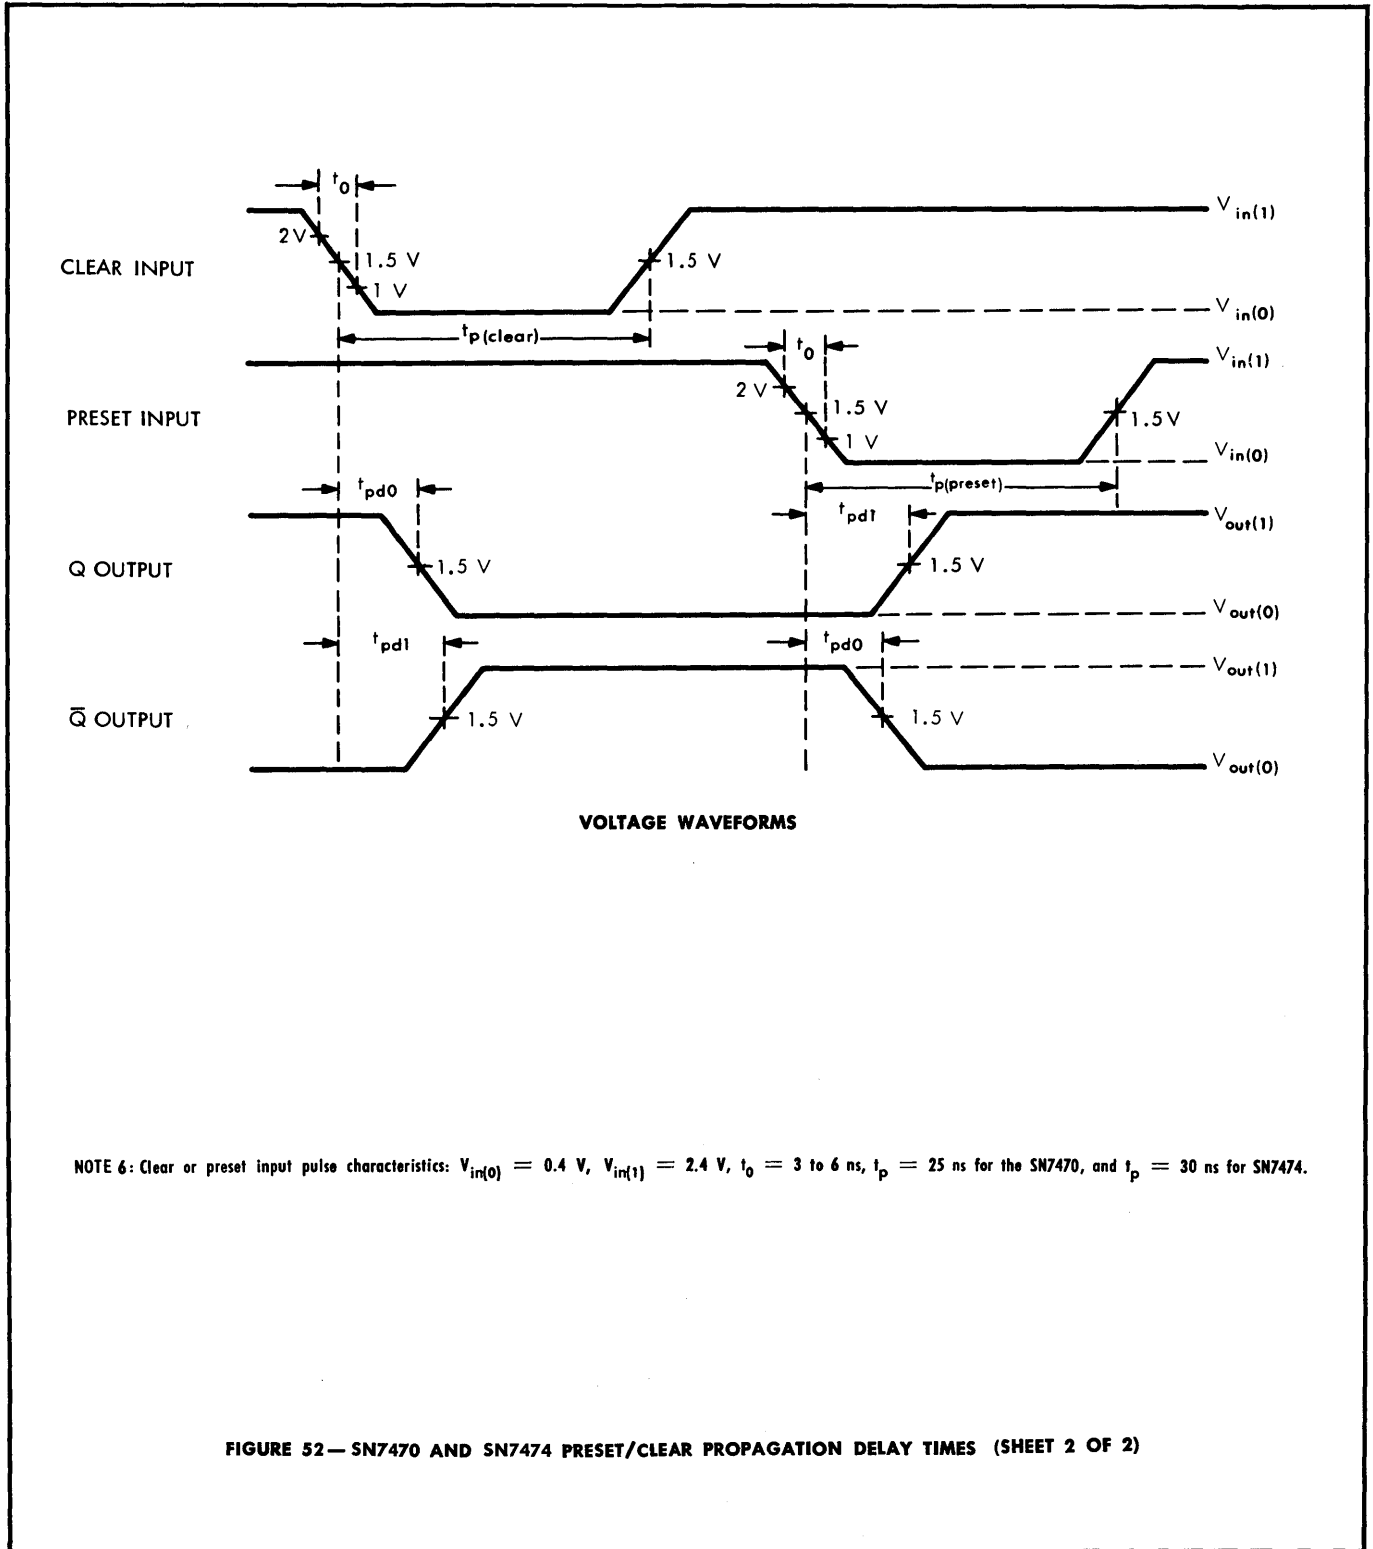 t0
V in(1)
2 V
CLEAR INPUT
1.5 V
1.5 V
1 V
V in(0)
tp(clear)
t0
Vin(1)
2 V
1.5 V
PRESET INPUT
1.5 V
1 V
Vin(0)
tpd0
tp(preset)
tpd1
Vout(1)
Q OUTPUT
1.5 V
1.5 V
Vout(0)
tpd1
tpd0
Vout(1)
Q̅ OUTPUT
1.5 V
1.5 V
Vout(0)
VOLTAGE WAVEFORMS
NOTE 6: Clear or preset input pulse characteristics: Vin(0) = 0.4 V, Vin(1) = 2.4 V, t0 = 3 to 6 ns, tp = 25 ns for the SN7470, and tp = 30 ns for SN7474.
FIGURE 52— SN7470 AND SN7474 PRESET/CLEAR PROPAGATION DELAY TIMES (SHEET 2 OF 2)